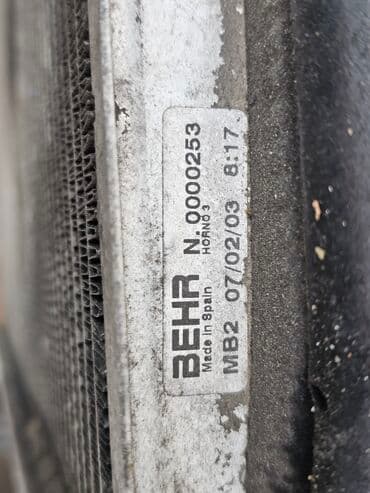 BEHR N. 0000253
Made in Spain HORNO 3
MB2 07/02/03 8:17